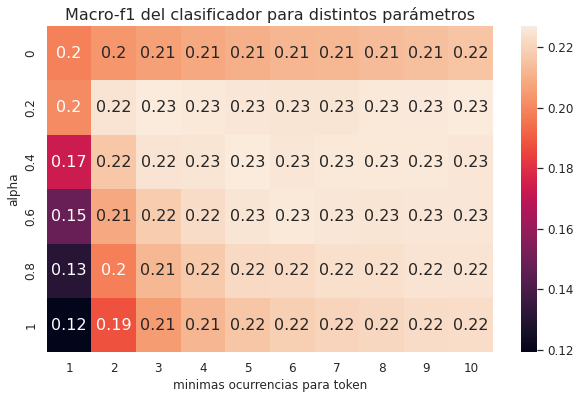 Macro-f1 del clasificador para distintos parámetros
0 0.2 0.2 0.21 0.21 0.21 0.21 0.21 0.21 0.21 0.22
0.2 0.2 0.22 0.23 0.23 0.23 0.23 0.23 0.23 0.23 0.23
0.4 0.17 0.22 0.22 0.23 0.23 0.23 0.23 0.23 0.23 0.23
0.6 0.15 0.21 0.22 0.22 0.23 0.23 0.23 0.23 0.23 0.23
0.8 0.13 0.2 0.21 0.22 0.22 0.22 0.22 0.22 0.22 0.22
1 0.12 0.19 0.21 0.21 0.22 0.22 0.22 0.22 0.22 0.22
alpha
1 2 3 4 5 6 7 8 9 10
minimas ocurrencias para token
0.22
0.20
0.18
0.16
0.14
0.12